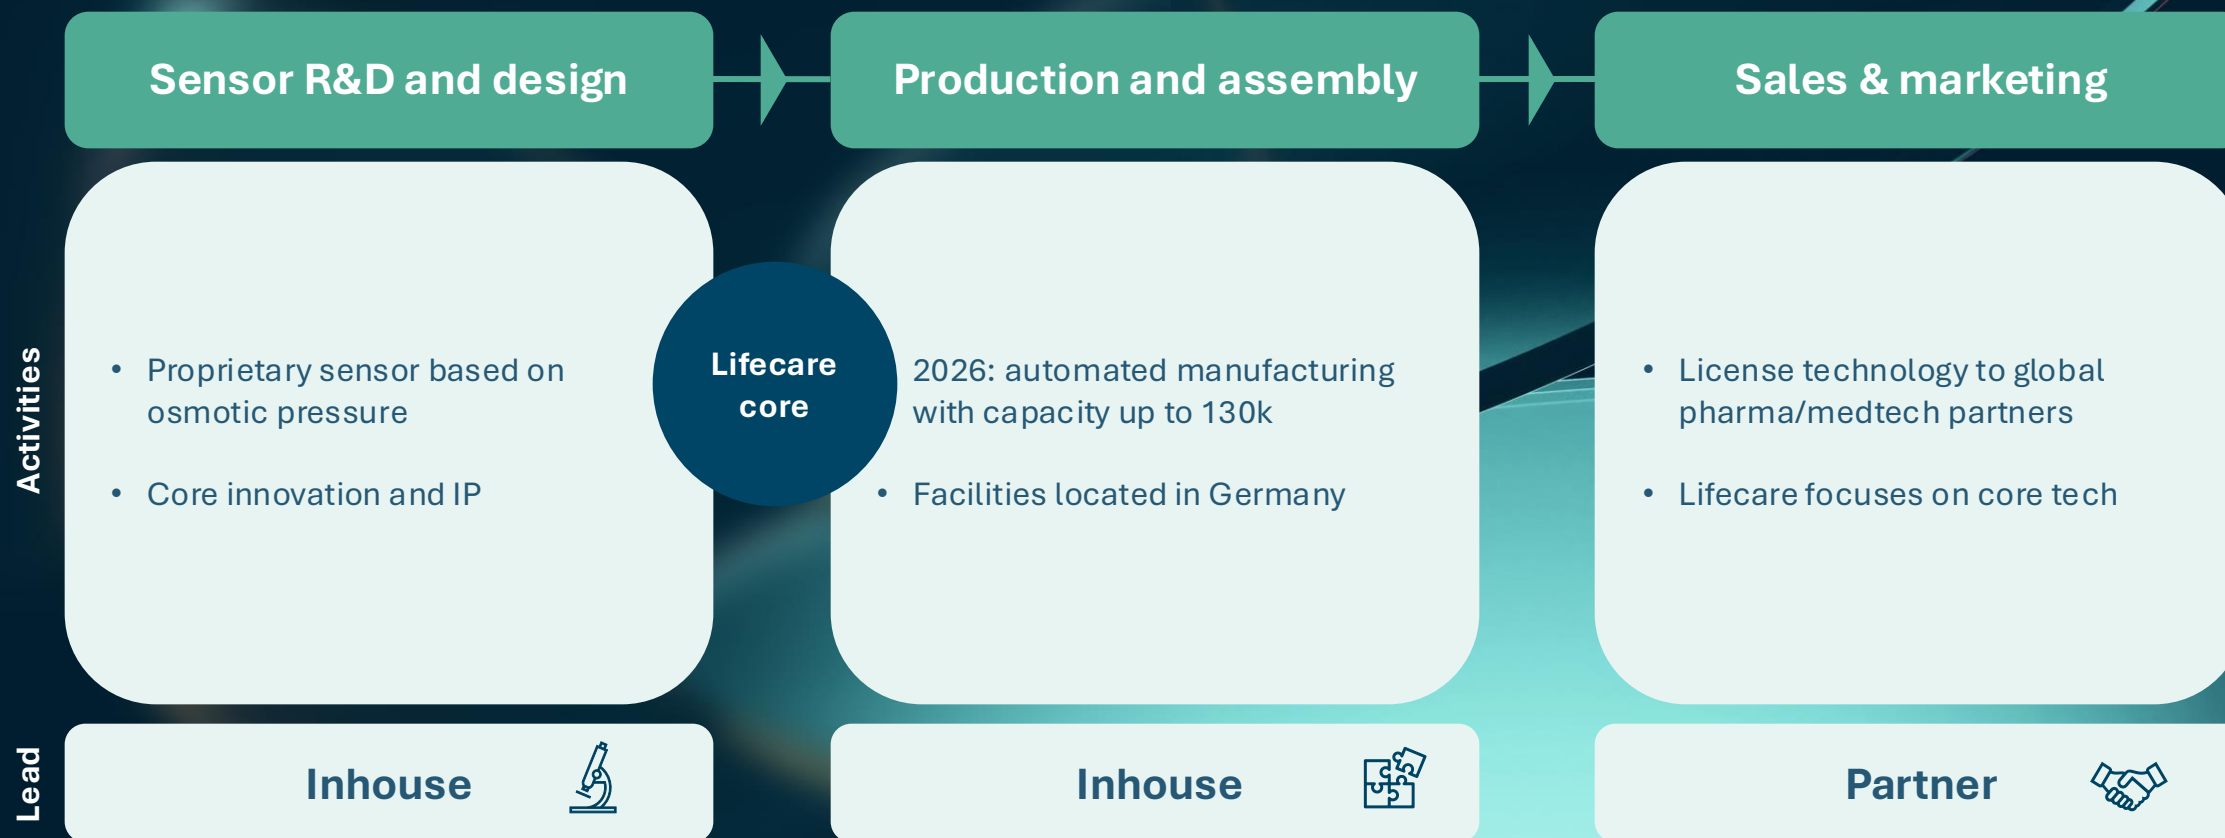 Sensor R&D and design
Production and assembly
Sales & marketing
Activities
• Proprietary sensor based on
osmotic pressure
• Core innovation and IP
Lifecare
core
2026: automated manufacturing
with capacity up to 130k
• Facilities located in Germany
• License technology to global
pharma/medtech partners
• Lifecare focuses on core tech
Lead
Inhouse
Inhouse
Partner